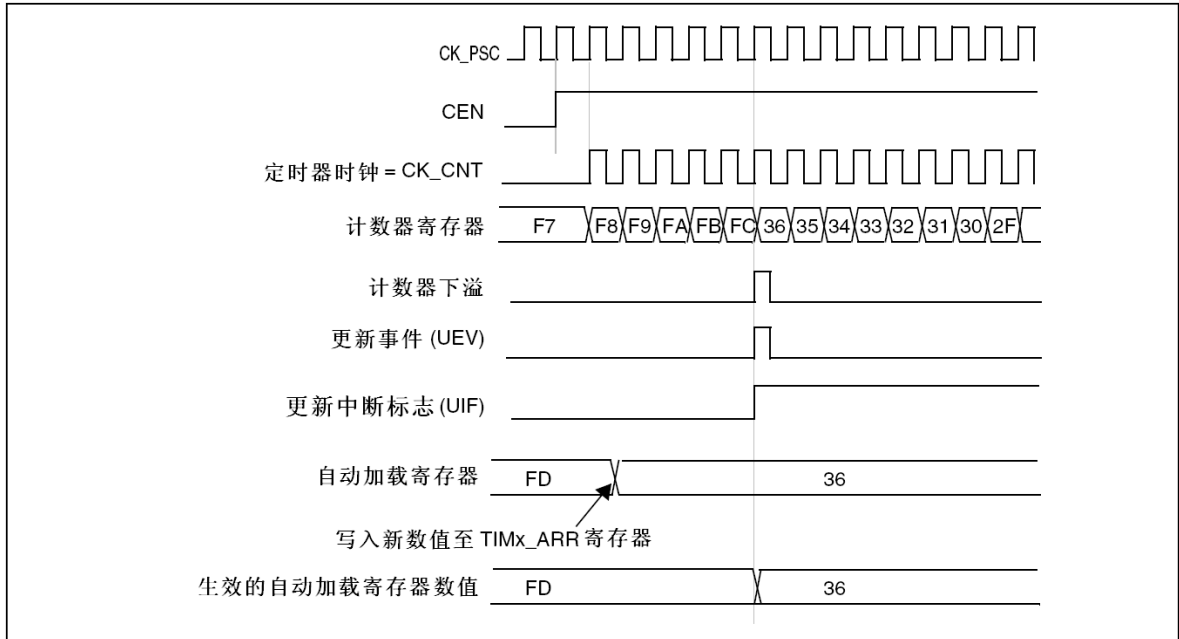 CK_PSC
CEN
定时器时钟 = CK_CNT
计数器寄存器 F7 F8 F9 FA FB FC 36 35 34 33 32 31 30 2F
计数器下溢
更新事件 (UEV)
更新中断标志 (UIF)
自动加载寄存器 FD 36
写入新数值至 TIMx_ARR 寄存器
生效的自动加载寄存器数值 FD 36